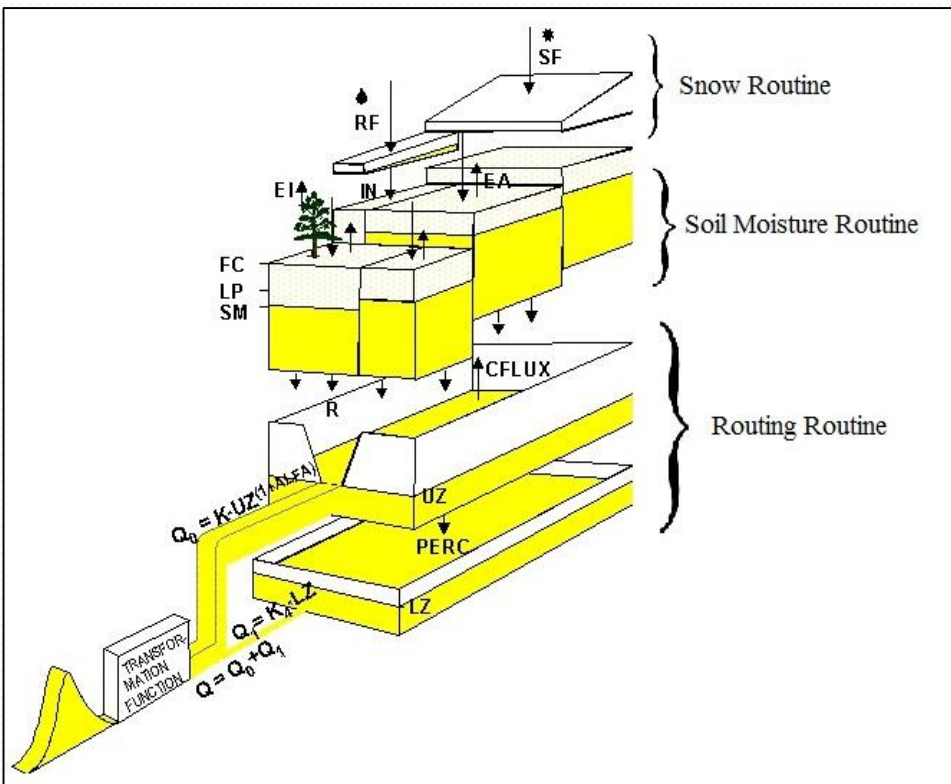 SF
Snow Routine
RF
EI
IN
EA
Soil Moisture Routine
FC
LP
SM
CFLUX
R
Routing Routine
Q₀ = K·UZ⁽¹⁺ᴬᴸᶠᴬ⁾
UZ
PERC
LZ
Q₁ = K₄·LZ
Q = Q₀+Q₁
TRANSFOR-
MATION
FUNCTION